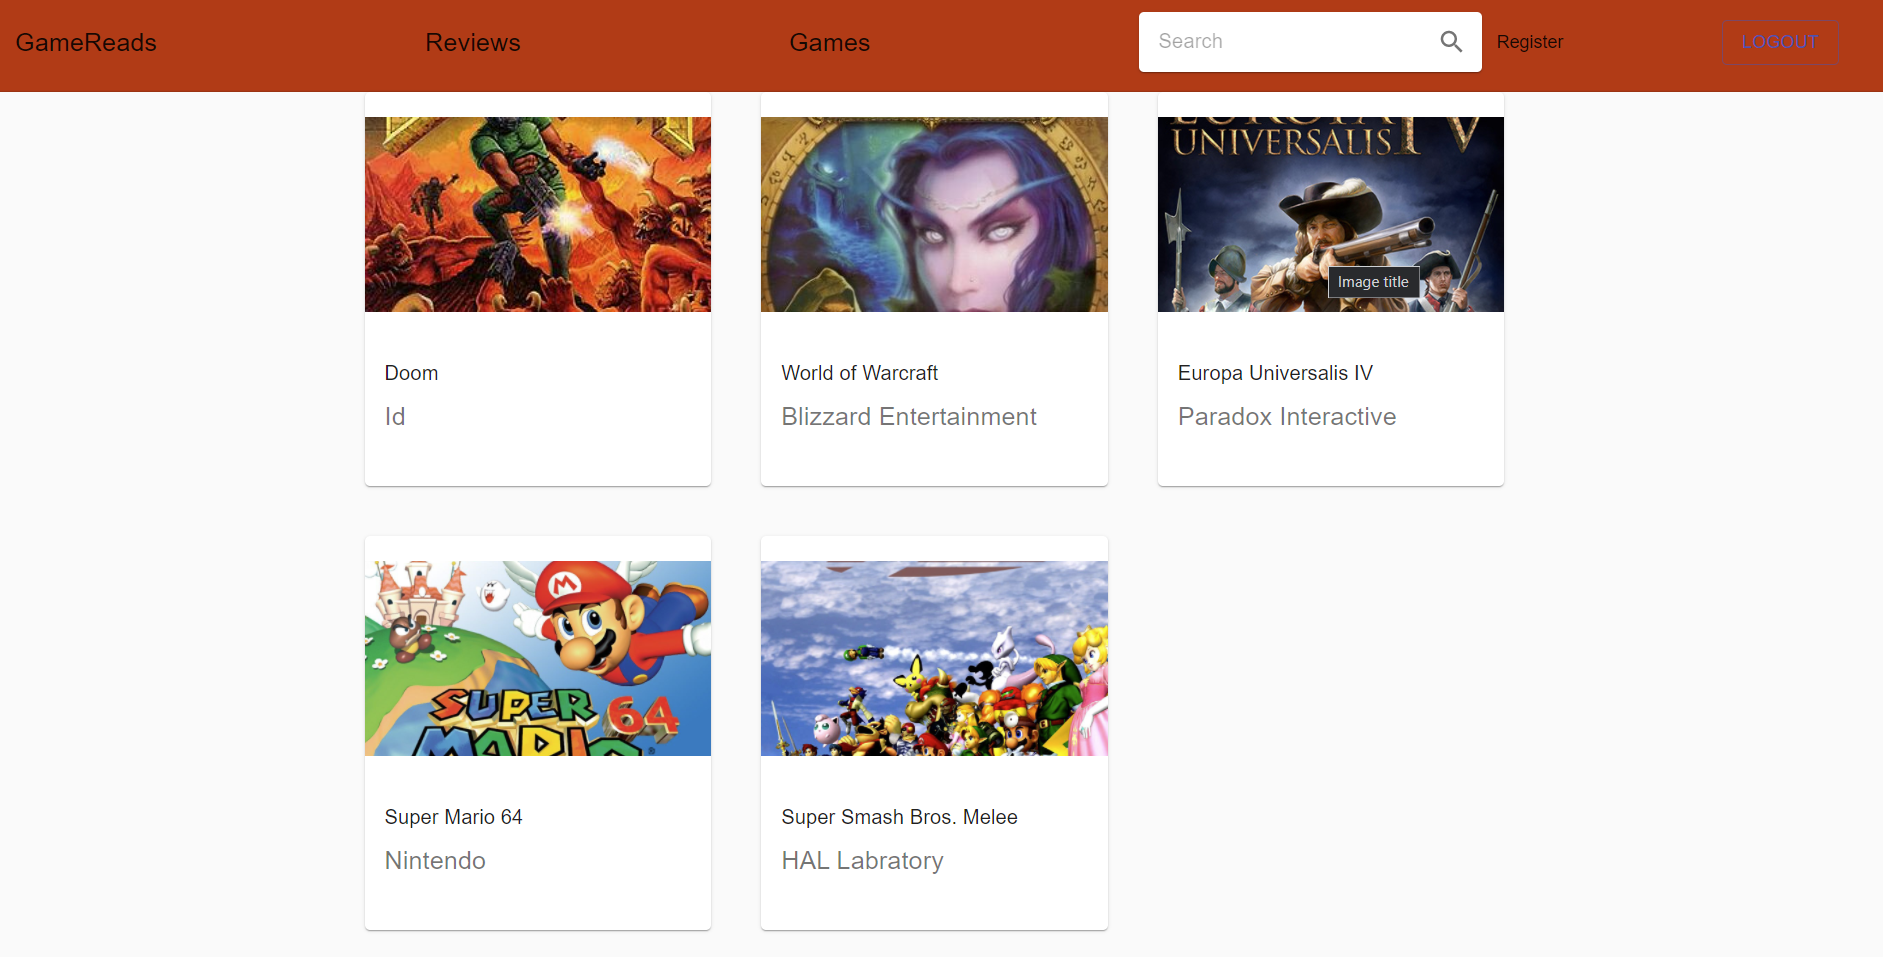 GameReads
Reviews
Games
Search
Register
LOGOUT
EUROPA
UNIVERSALIS IV
Image title
Doom
Id
World of Warcraft
Blizzard Entertainment
Europa Universalis IV
Paradox Interactive
M
SUPER 64
MARIO
Super Mario 64
Nintendo
Super Smash Bros. Melee
HAL Labratory